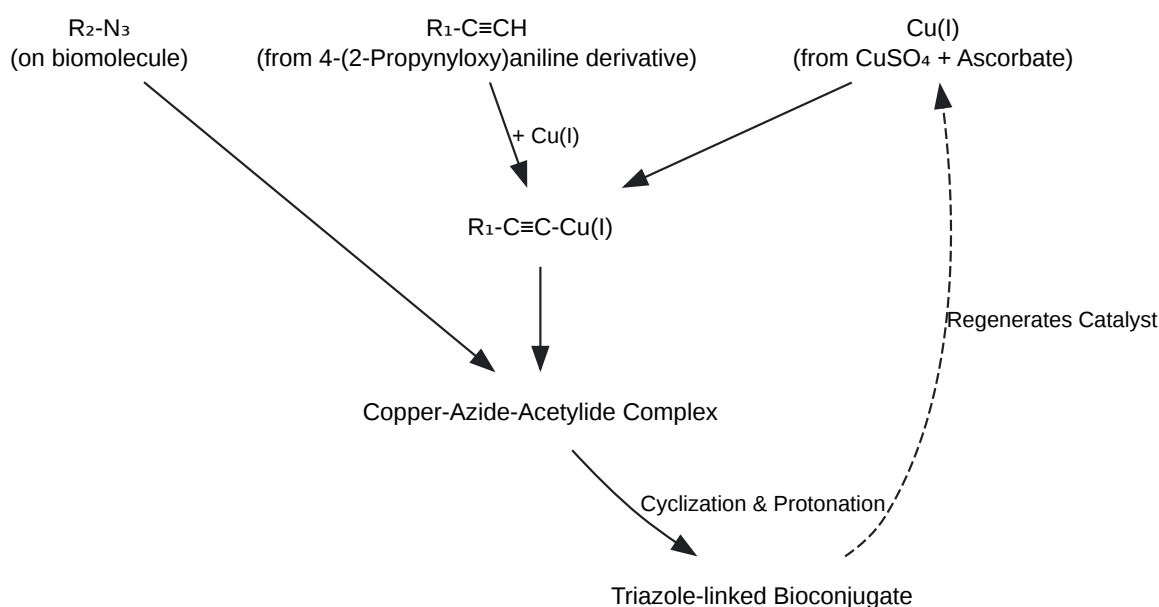 R₂-N₃
(on biomolecule)
R₁-C≡CH
(from 4-(2-Propynyloxy)aniline derivative)
Cu(I)
(from CuSO₄ + Ascorbate)
+ Cu(I)
R₁-C≡C-Cu(I)
Regenerates Catalyst
Copper-Azide-Acetylide Complex
Cyclization & Protonation
Triazole-linked Bioconjugate